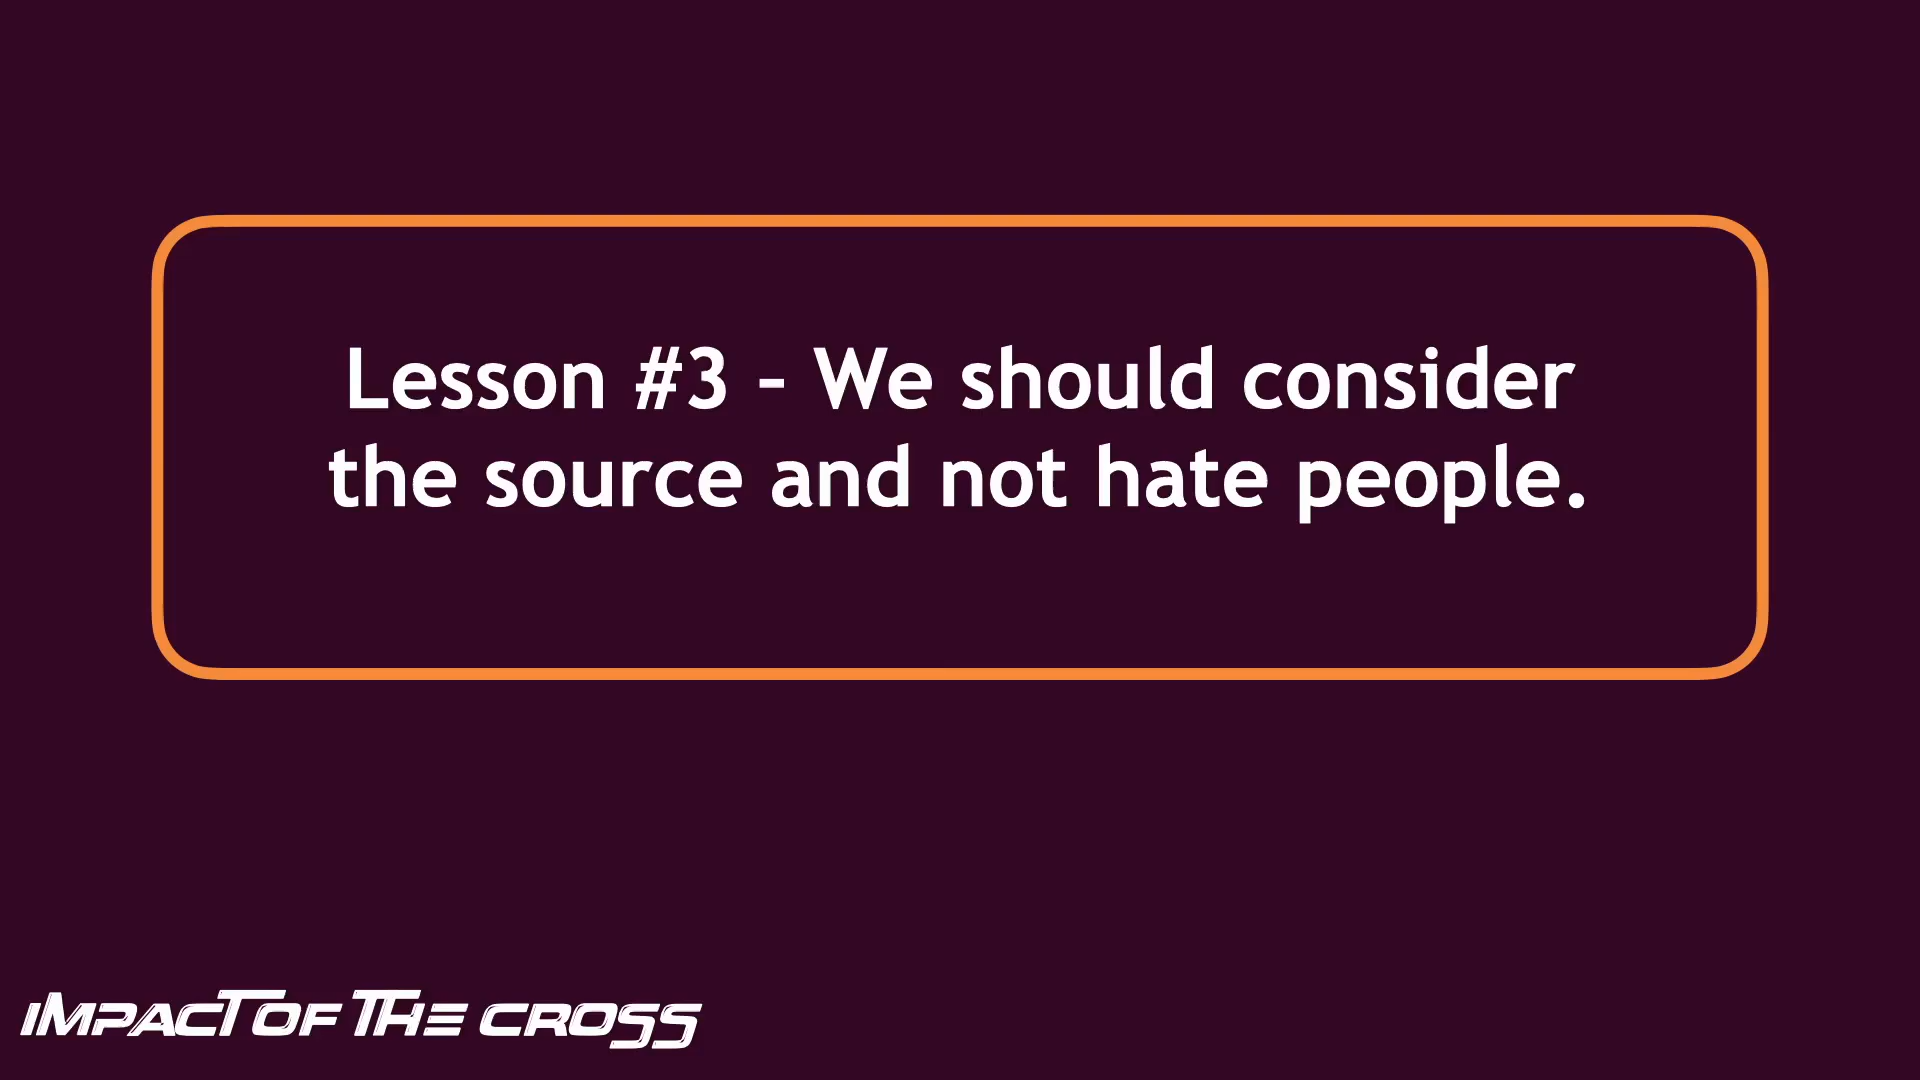 Lesson #3 – We should consider
the source and not hate people.
IMPACT OF THE CROSS